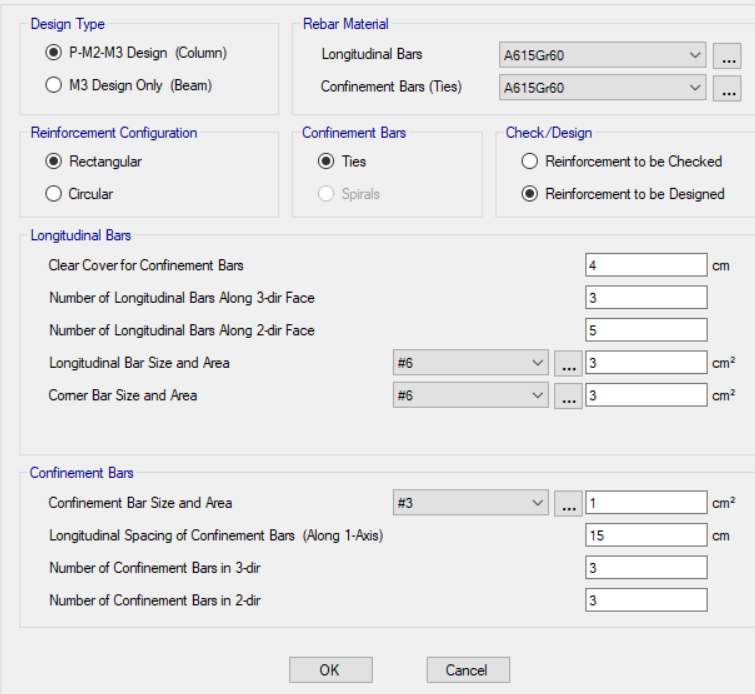 Design Type
P-M2-M3 Design (Column)
M3 Design Only (Beam)
Rebar Material
Longitudinal Bars A615Gr60 ...
Confinement Bars (Ties) A615Gr60 ...
Reinforcement Configuration
Rectangular
Circular
Confinement Bars
Ties
Spirals
Check/Design
Reinforcement to be Checked
Reinforcement to be Designed
Longitudinal Bars
Clear Cover for Confinement Bars 4 cm
Number of Longitudinal Bars Along 3-dir Face 3
Number of Longitudinal Bars Along 2-dir Face 5
Longitudinal Bar Size and Area #6 ... 3 cm²
Corner Bar Size and Area #6 ... 3 cm²
Confinement Bars
Confinement Bar Size and Area #3 ... 1 cm²
Longitudinal Spacing of Confinement Bars (Along 1-Axis) 15 cm
Number of Confinement Bars in 3-dir 3
Number of Confinement Bars in 2-dir 3
OK Cancel